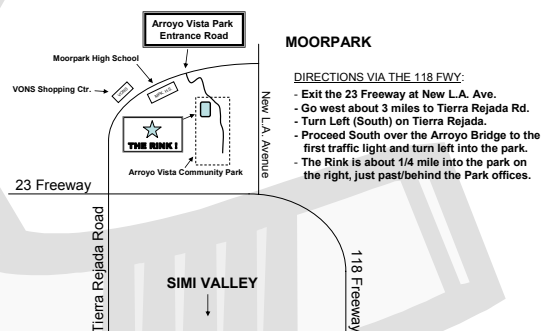 Arroyo Vista Park
Entrance Road
MOORPARK
Moorpark High School
VONS Shopping Ctr.
VONS
MPK. H.S
THE RINK !
Arroyo Vista Community Park
New L.A. Avenue
DIRECTIONS VIA THE 118 FWY:
- Exit the 23 Freeway at New L.A. Ave.
- Go west about 3 miles to Tierra Rejada Rd.
- Turn Left (South) on Tierra Rejada.
- Proceed South over the Arroyo Bridge to the
first traffic light and turn left into the park.
- The Rink is about 1/4 mile into the park on
the right, just past/behind the Park offices.
23 Freeway
Tierra Rejada Road
SIMI VALLEY
118 Freeway